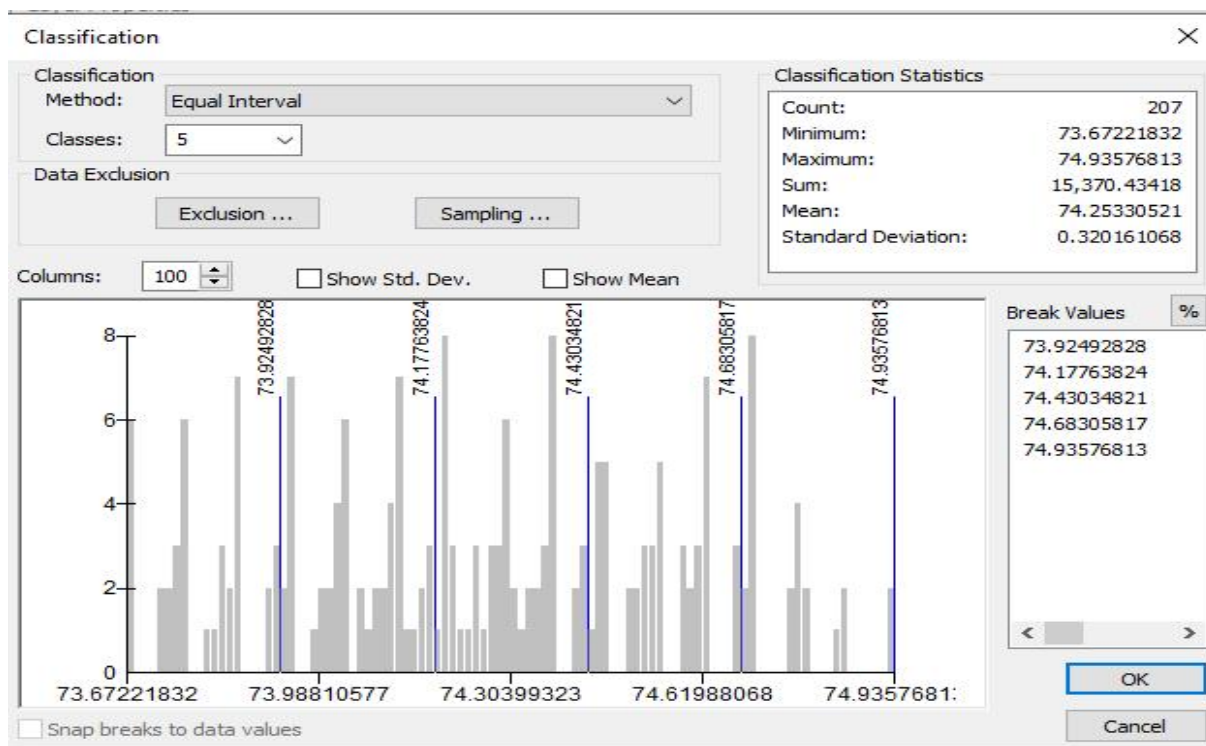 Classification
Classification
Method:
Equal Interval
Classes:
5
Data Exclusion
Exclusion ...
Sampling ...
Classification Statistics
Count: 207
Minimum: 73.67221832
Maximum: 74.93576813
Sum: 15,370.43418
Mean: 74.25330521
Standard Deviation: 0.320161068
Columns:
100
Show Std. Dev.
Show Mean
73.92492828
74.17763824
74.43034821
74.68305817
74.93576813
8
6
4
2
0
73.67221832 73.98810577 74.30399323 74.61988068 74.93576813
Break Values
%
73.92492828
74.17763824
74.43034821
74.68305817
74.93576813
Snap breaks to data values
OK
Cancel